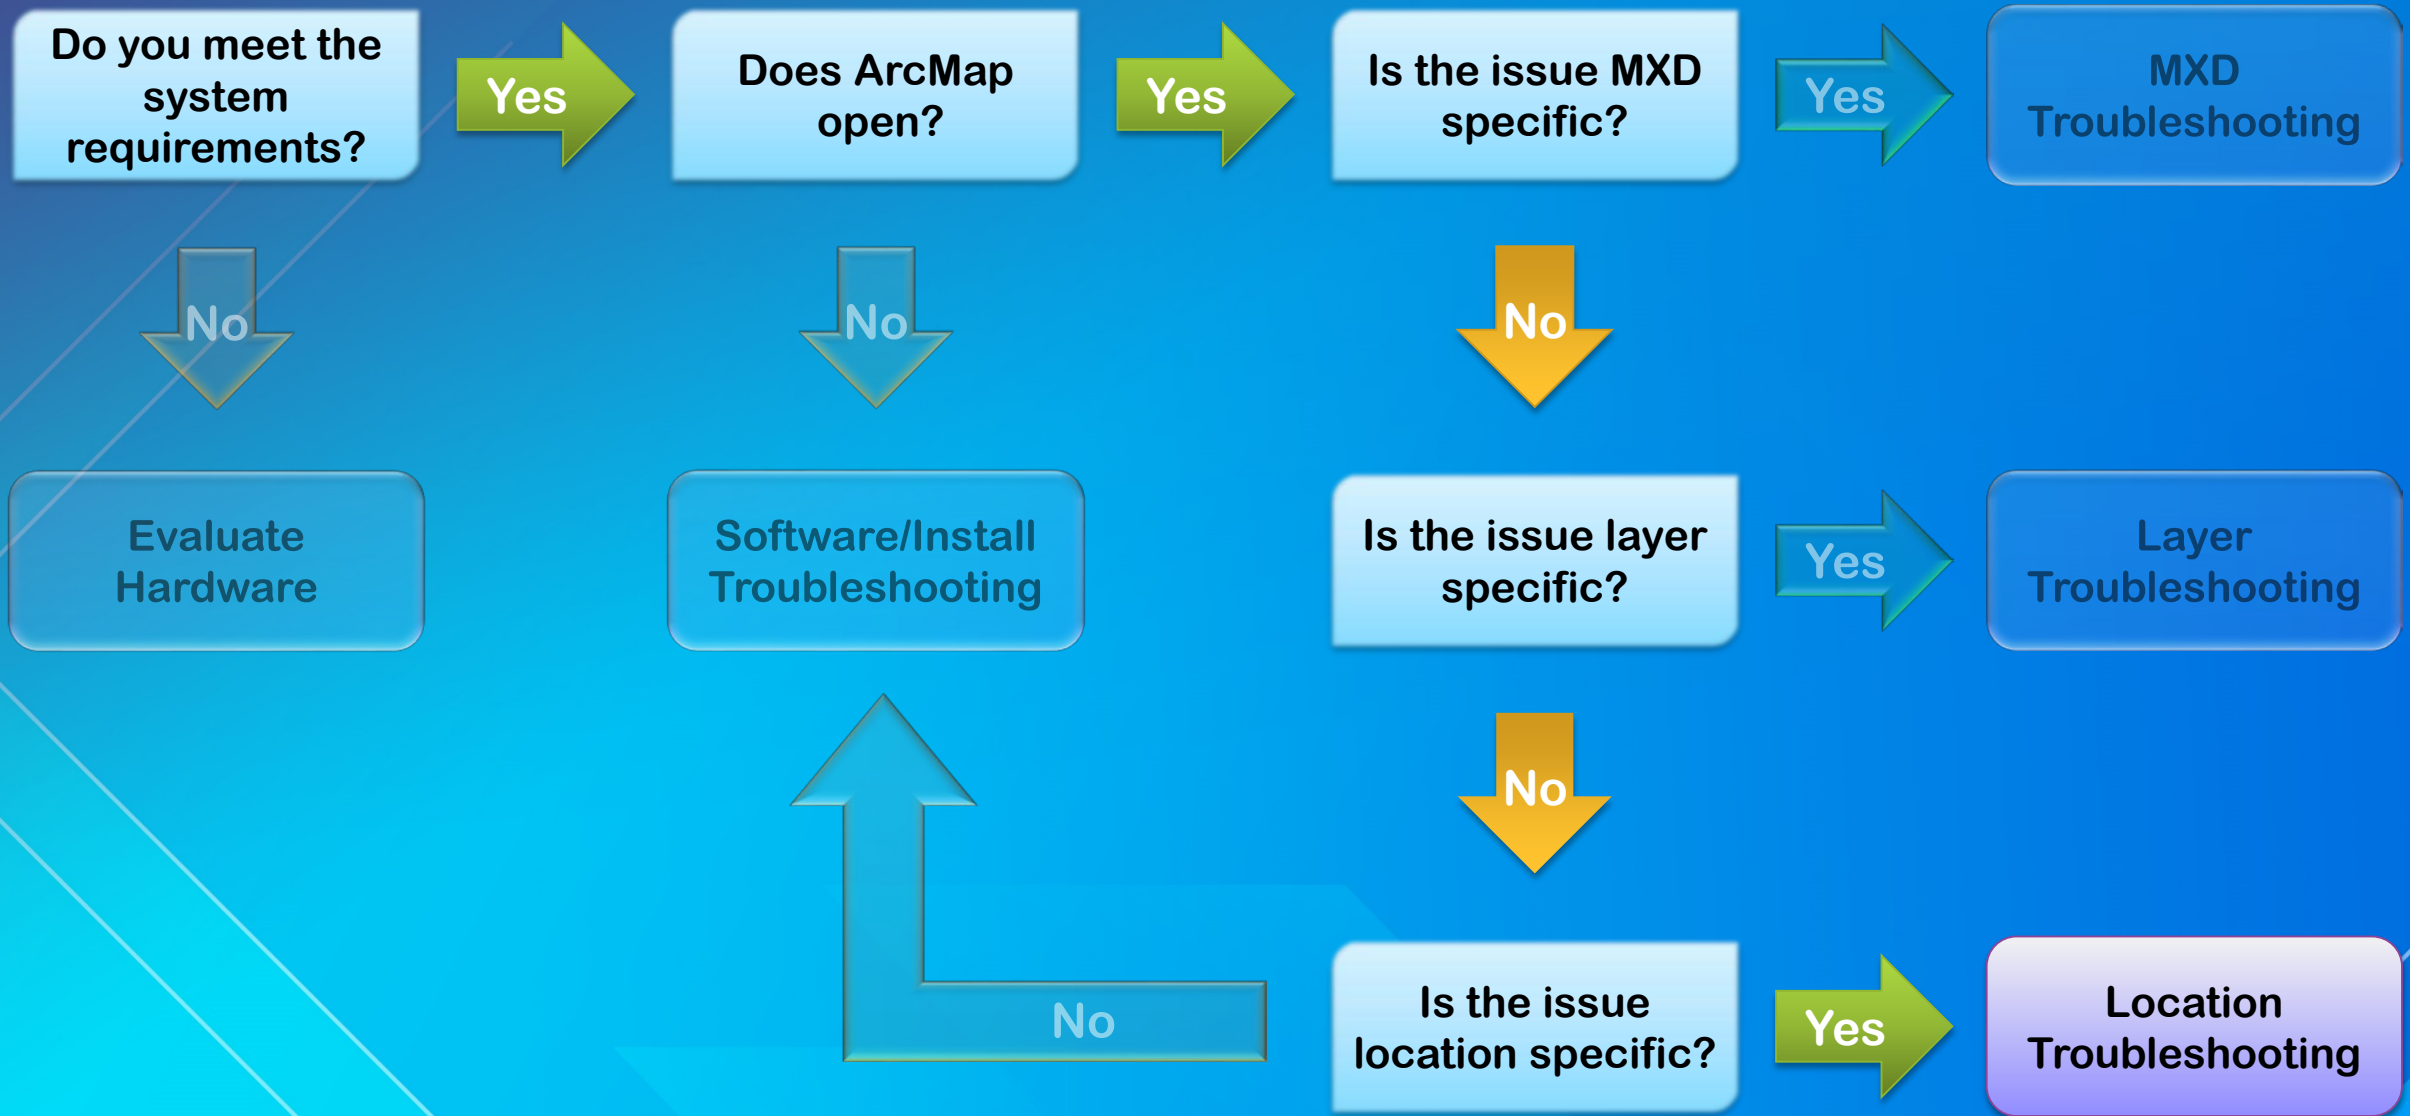 Do you meet the
system
requirements?
Yes
Does ArcMap
open?
Yes
Is the issue MXD
specific?
Yes
MXD
Troubleshooting
No
No
No
Evaluate
Hardware
Software/Install
Troubleshooting
Is the issue layer
specific?
Yes
Layer
Troubleshooting
No
No
Is the issue
location specific?
Yes
Location
Troubleshooting